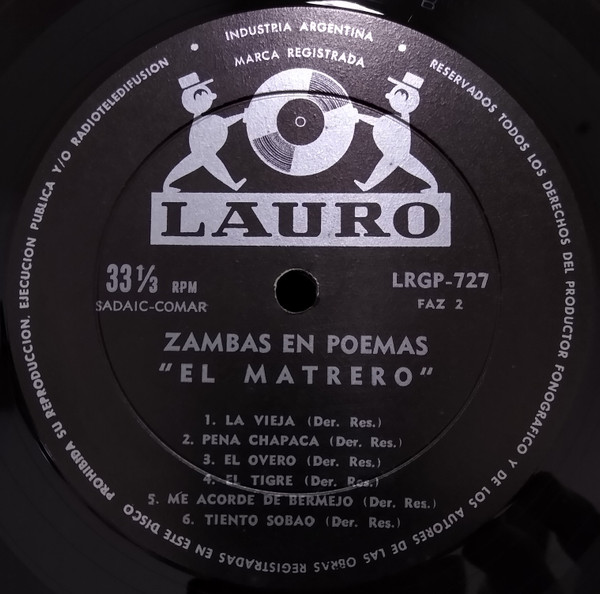 INDUSTRIA ARGENTINA
MARCA REGISTRADA
RESERVADOS TODOS LOS DERECHOS DEL PRODUCTOR FONOGRAFICO Y DE LOS AUTORES DE LAS OBRAS REGISTRADAS EN ESTE DISCO PROHIBIDA SU REPRODUCCION. EJECUCION PUBLICA Y/O RADIOTELEDIFUSION
LAURO
33 1/3 RPM
SADAIC-COMAR
LRGP-727
FAZ 2
ZAMBAS EN POEMAS
"EL MATRERO"
1. LA VIEJA (Der. Res.)
2. PENA CHAPACA (Der. Res.)
3. EL OVERO (Der. Res.)
4. EL TIGRE (Der. Res.)
5. ME ACORDE DE BERMEJO (Der. Res.)
6. TIENTO SOBAO (Der. Res.)